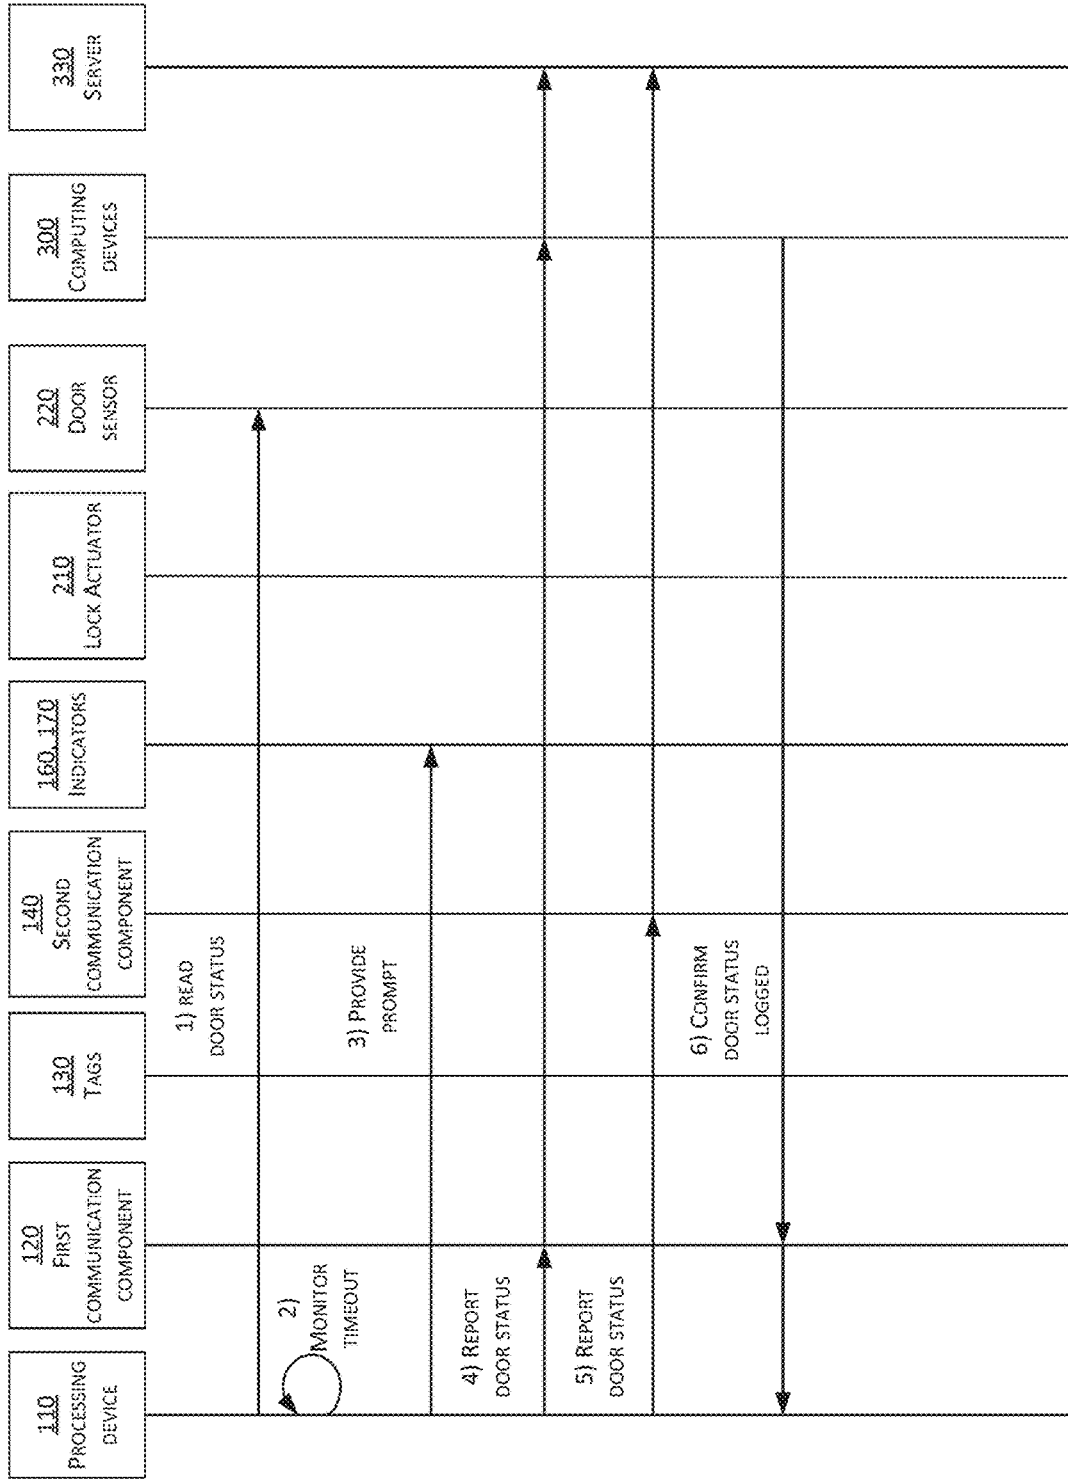 110
PROCESSING
DEVICE
120
FIRST
COMMUNICATION
COMPONENT
130
TAGS
140
SECOND
COMMUNICATION
COMPONENT
160, 170
INDICATORS
210
LOCK ACTUATOR
220
DOOR
SENSOR
300
COMPUTING
DEVICES
330
SERVER
1) READ
DOOR STATUS
2)
MONITOR
TIMEOUT
3) PROVIDE
PROMPT
4) REPORT
DOOR STATUS
5) REPORT
DOOR STATUS
6) CONFIRM
DOOR STATUS
LOGGED